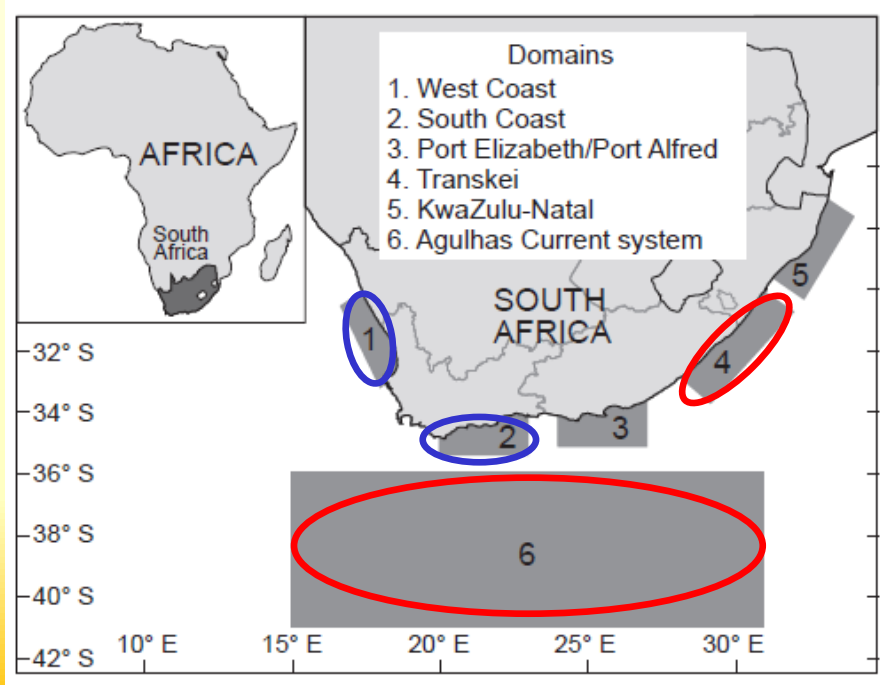 Domains
1. West Coast
2. South Coast
3. Port Elizabeth/Port Alfred
4. Transkei
5. KwaZulu-Natal
6. Agulhas Current system
AFRICA
South
Africa
SOUTH
AFRICA
5
1
4
2
3
6
32° S
34° S
36° S
38° S
40° S
42° S
10° E
15° E
20° E
25° E
30° E